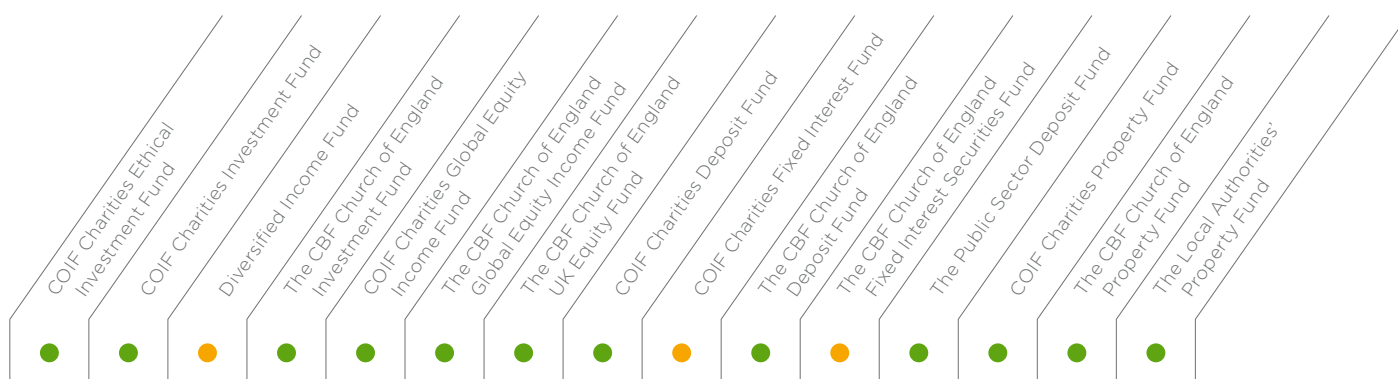 COIF Charities Ethical
Investment Fund
COIF Charities Investment Fund
Diversified Income Fund
The CBF Church of England
Investment Fund
COIF Charities Global Equity
Income Fund
The CBF Church of England
Global Equity Income Fund
The CBF Church of England
UK Equity Fund
COIF Charities Deposit Fund
COIF Charities Fixed Interest Fund
The CBF Church of England
Deposit Fund
The CBF Church of England
Fixed Interest Securities Fund
The Public Sector Deposit Fund
COIF Charities Property Fund
The CBF Church of England
Property Fund
The Local Authorities’
Property Fund